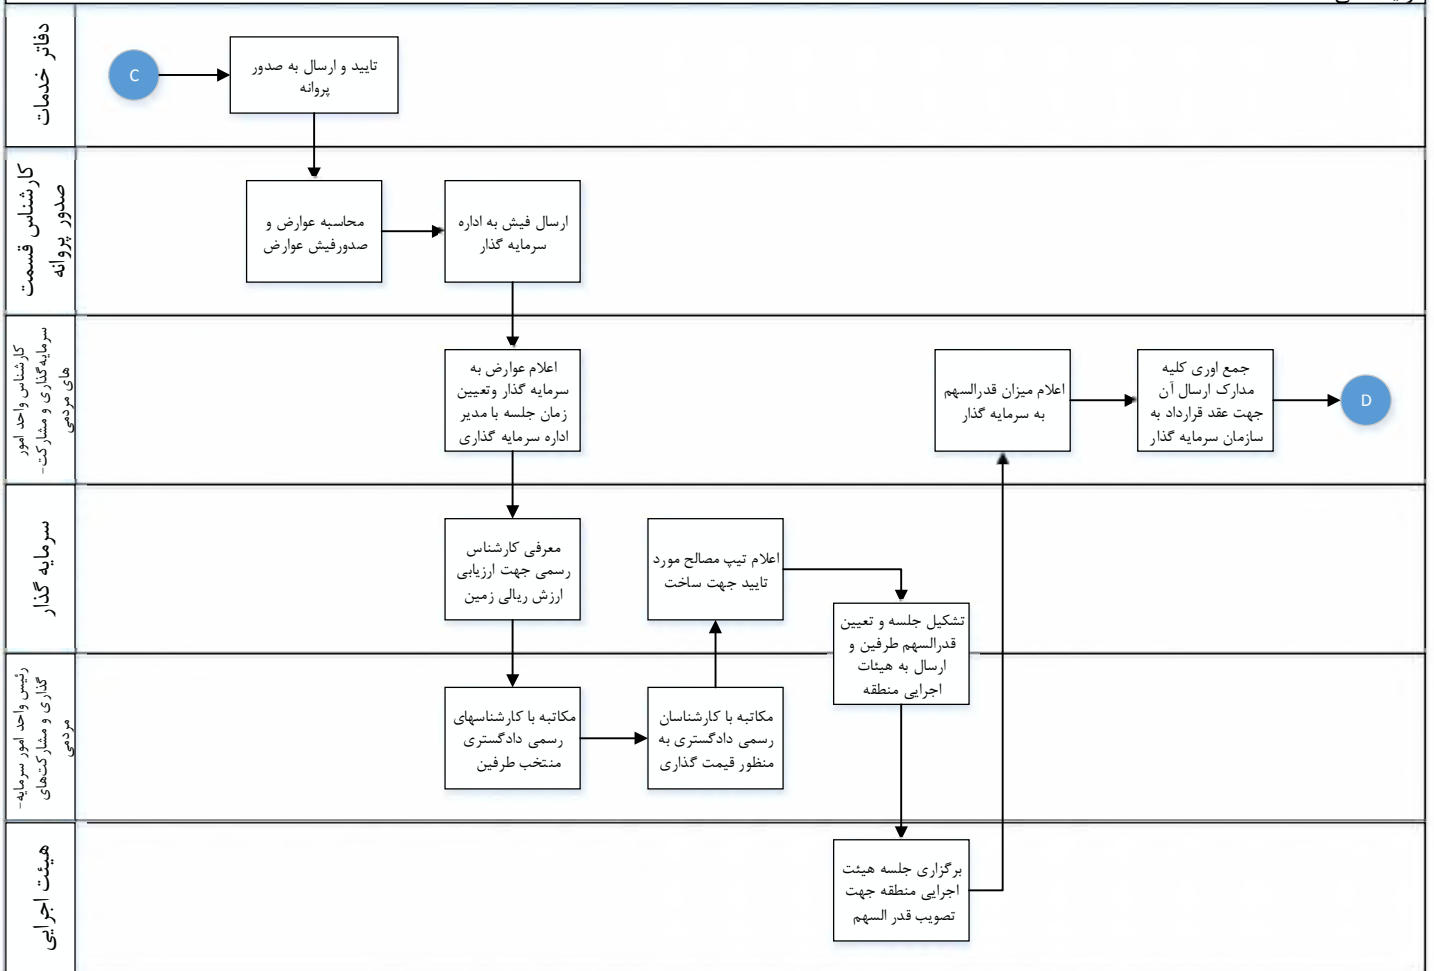 دفاتر خدمات
C
تایید و ارسال به صدور
پروانه
کارشناس قسمت
صدور پروانه
محاسبه عوارض و
صدورفیش عوارض
ارسال فیش به اداره
سرمایه گذار
کارشناس واحد امور
سرمایه‌گذاری و مشارکت-
های مردمی
اعلام عوارض به
سرمایه گذار وتعیین
زمان جلسه با مدیر
اداره سرمایه گذاری
اعلام میزان قدرالسهم
به سرمایه گذار
جمع اوری کلیه
مدارک ارسال آن
جهت عقد قرارداد به
سازمان سرمایه گذار
D
سرمایه گذار
معرفی کارشناس
رسمی جهت ارزیابی
ارزش ریالی زمین
اعلام تیپ مصالح مورد
تایید جهت ساخت
تشکیل جلسه و تعیین
قدرالسهم طرفین و
ارسال به هیئات
اجرایی منطقه
رئیس واحد امور سرمایه-
گذاری و مشارکت‌های
مردمی
مکاتبه با کارشناسهای
رسمی دادگستری
منتخب طرفین
مکاتبه با کارشناسان
رسمی دادگستری به
منظور قیمت گذاری
هیئت اجرایی
برگزاری جلسه هیئت
اجرایی منطقه جهت
تصویب قدر السهم